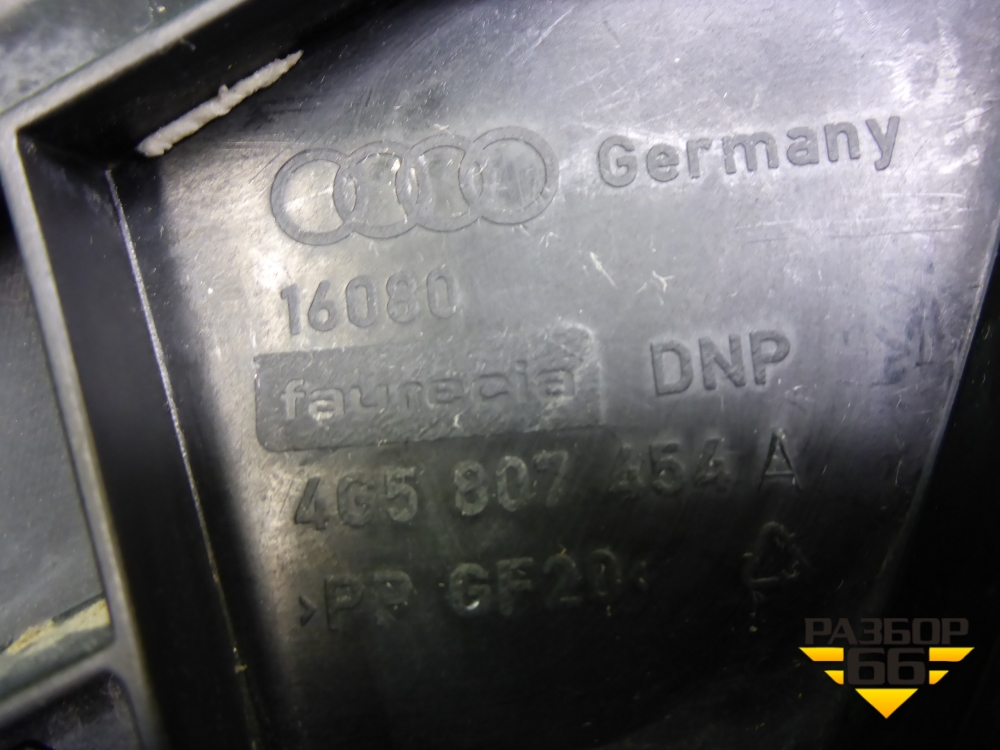 Germany
16080
faurecia DNP
4G5 807 454 A
>PP GF20<
РАЗБОР
66